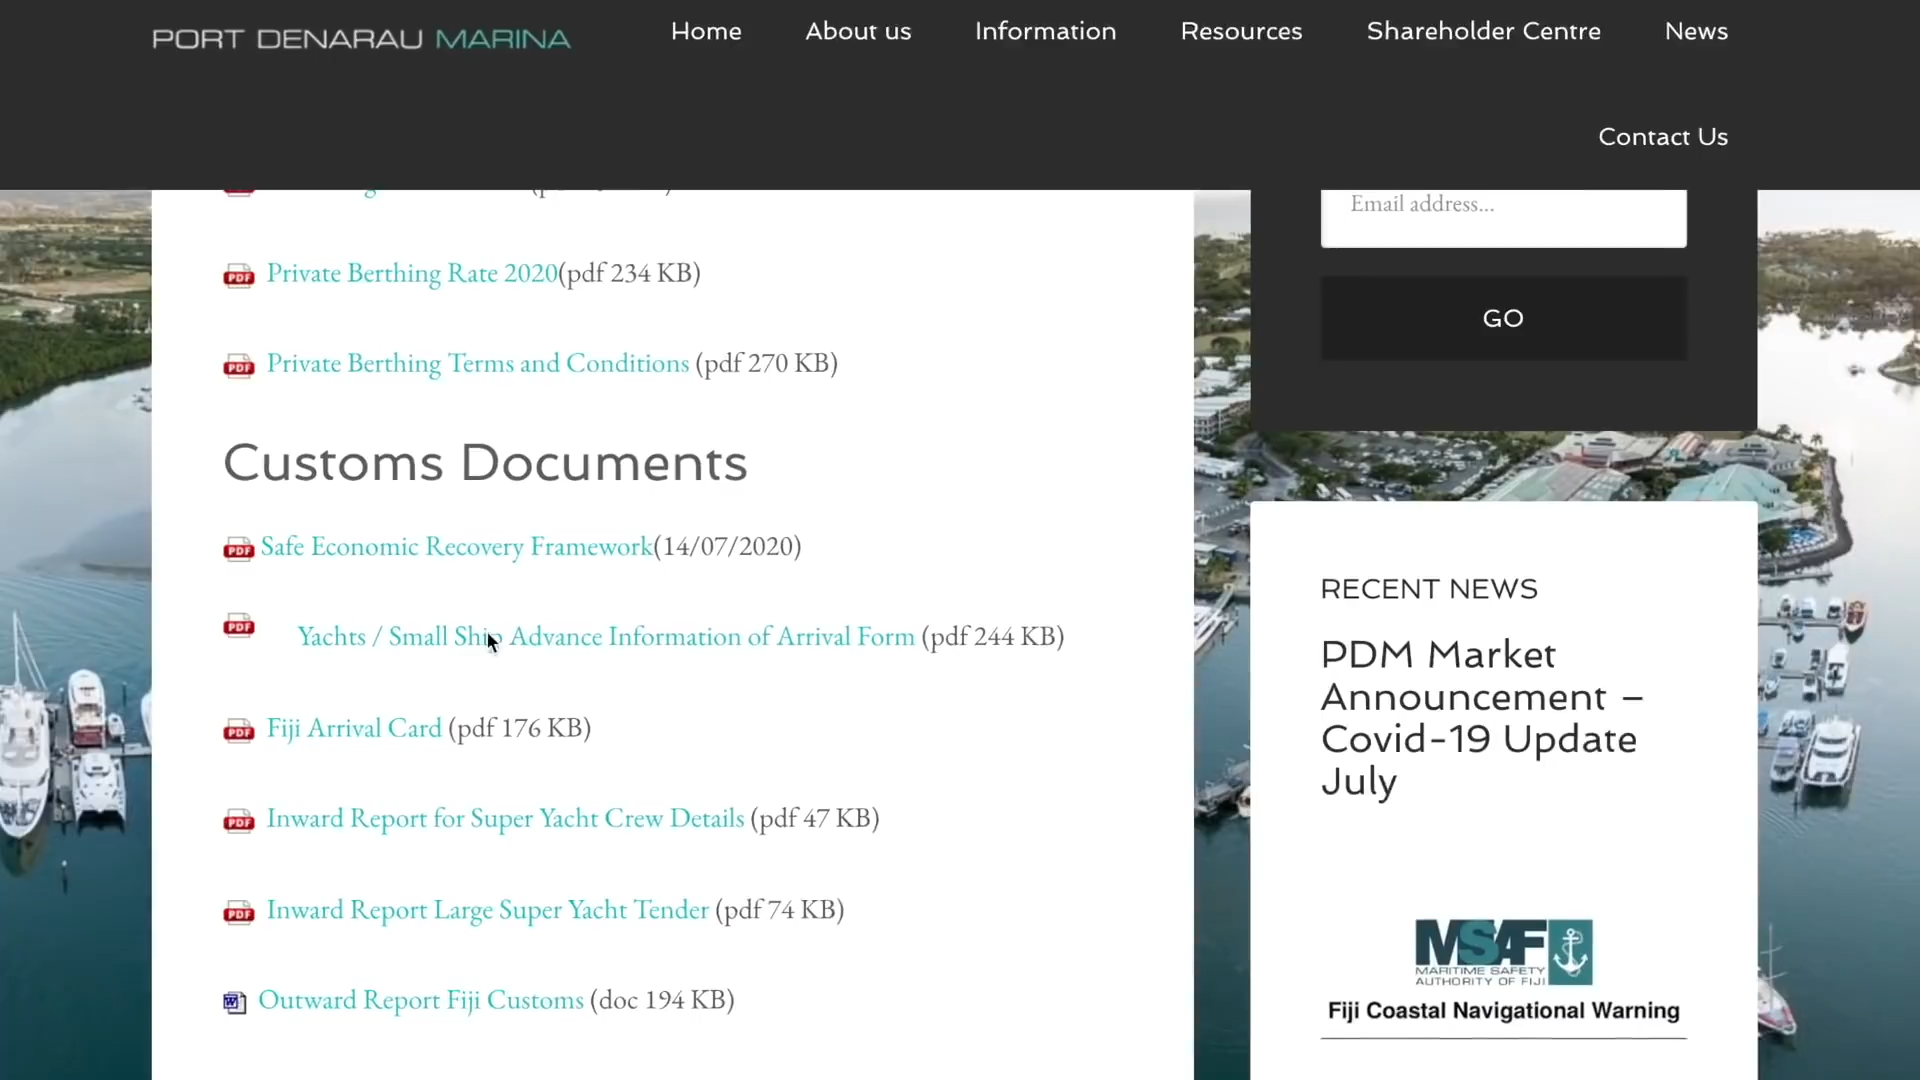 PORT DENARAU MARINA
Home
About us
Information
Resources
Shareholder Centre
News
Contact Us
Private Berthing Rate 2020(pdf 234 KB)
Private Berthing Terms and Conditions (pdf 270 KB)
Customs Documents
Safe Economic Recovery Framework(14/07/2020)
Yachts / Small Ship Advance Information of Arrival Form (pdf 244 KB)
Fiji Arrival Card (pdf 176 KB)
Inward Report for Super Yacht Crew Details (pdf 47 KB)
Inward Report Large Super Yacht Tender (pdf 74 KB)
Outward Report Fiji Customs (doc 194 KB)
Email address...
GO
RECENT NEWS
PDM Market
Announcement –
Covid-19 Update
July
MSAF
MARITIME SAFETY
AUTHORITY OF FIJI
Fiji Coastal Navigational Warning